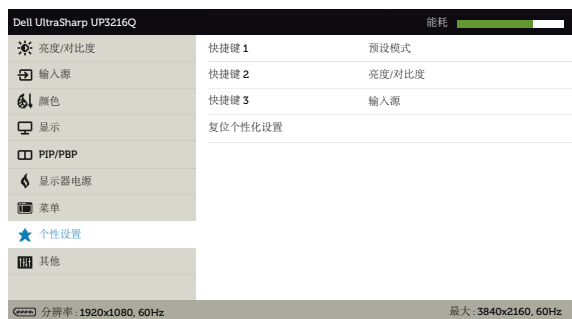 Dell UltraSharp UP3216Q 能耗
亮度/对比度 快捷键 1 预设模式
输入源 快捷键 2 亮度/对比度
颜色 快捷键 3 输入源
显示 复位个性化设置
PIP/PBP
显示器电源
菜单
个性设置
其他
分辨率 : 1920x1080, 60Hz 最大 : 3840x2160, 60Hz